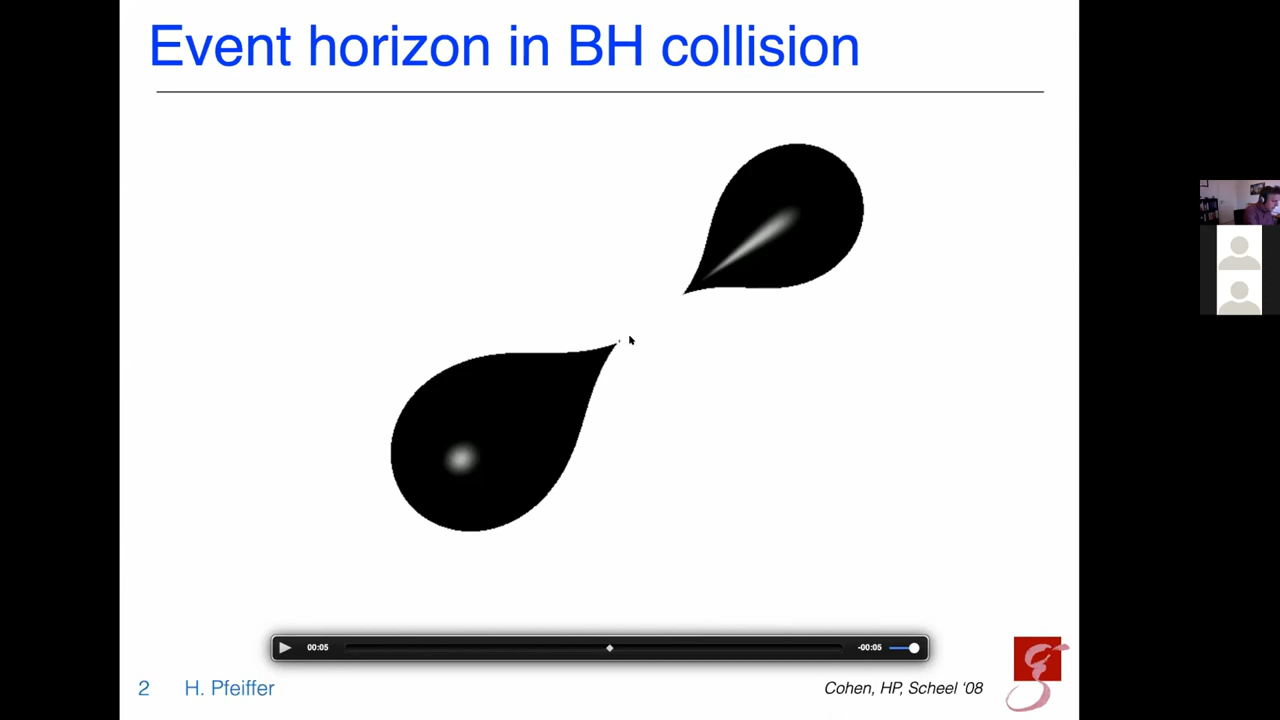 Event horizon in BH collision
00:05
-00:05
2 H. Pfeiffer
Cohen, HP, Scheel ‘08